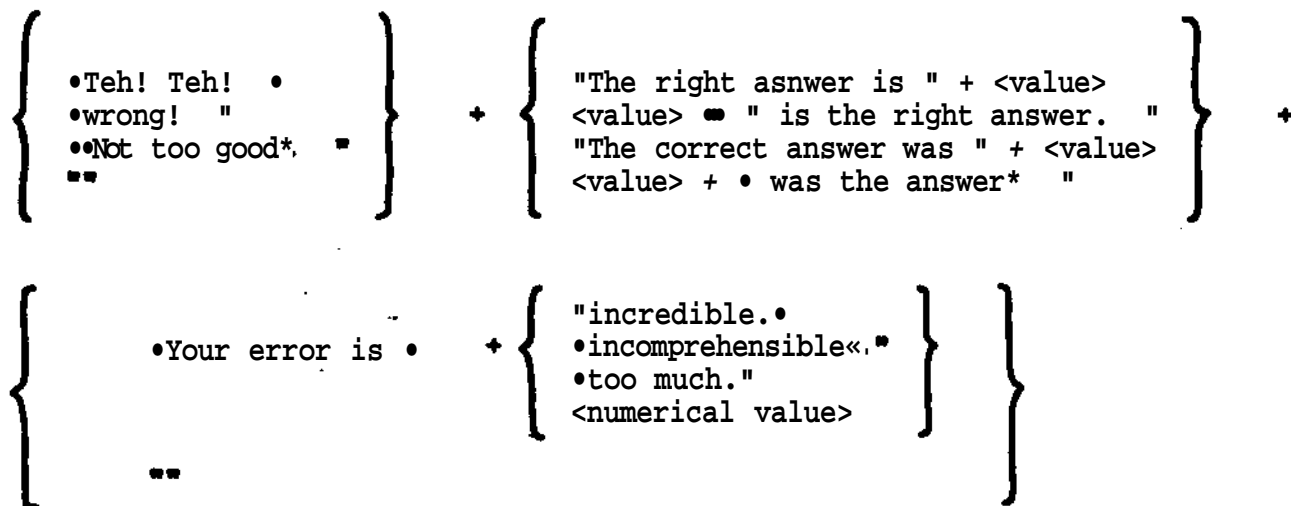 •Teh! Teh! •
•wrong! "
••Not too good*. "
""
+
"The right asnwer is " + <value>
<value> •• " is the right answer. "
"The correct answer was " + <value>
<value> + • was the answer* "
+
•Your error is •
""
+
"incredible.•
•incomprehensible«."
•too much."
<numerical value>